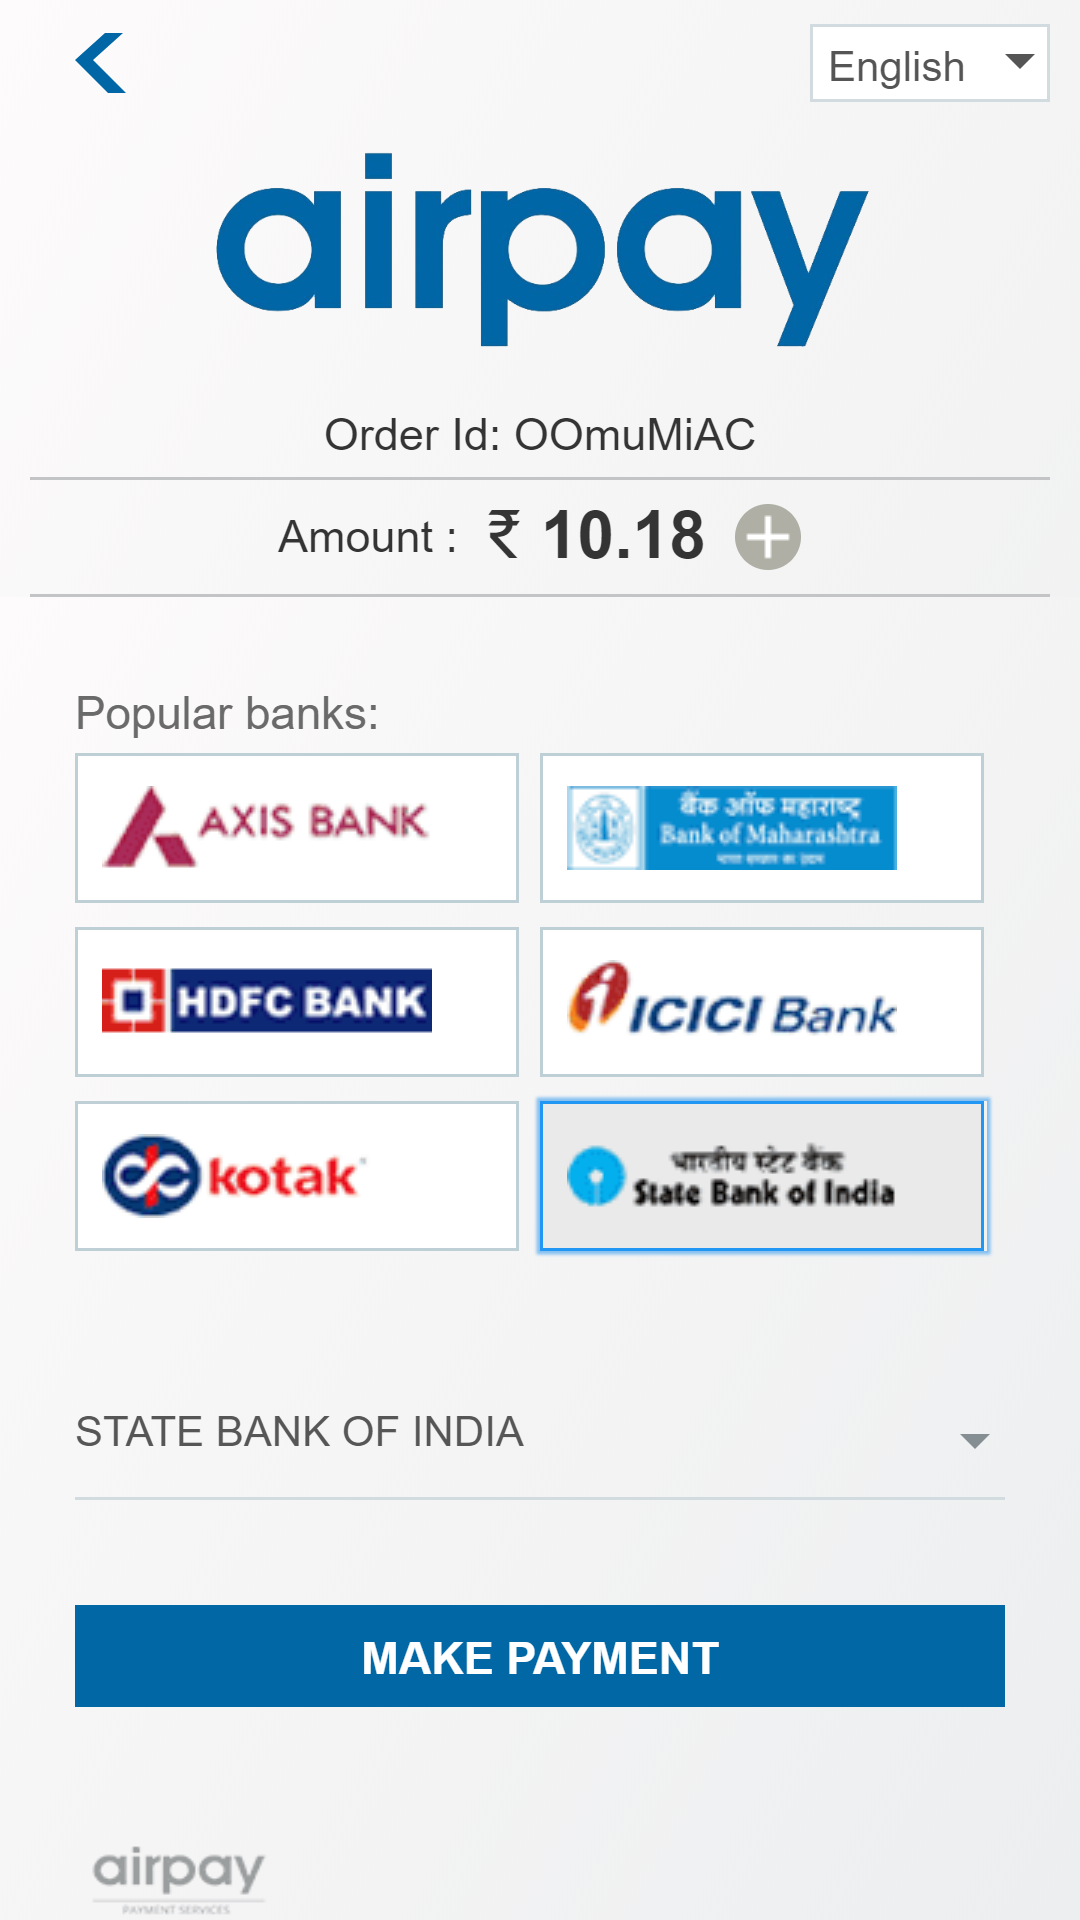 English
airpay
Order Id: OOmuMiAC
Amount : ₹ 10.18
Popular banks:
AXIS BANK
बैंक ऑफ महाराष्ट्र
Bank of Maharashtra
HDFC BANK
ICICI Bank
kotak
भारतीय स्टेट बैंक
State Bank of India
STATE BANK OF INDIA
MAKE PAYMENT
airpay
PAYMENT SERVICES